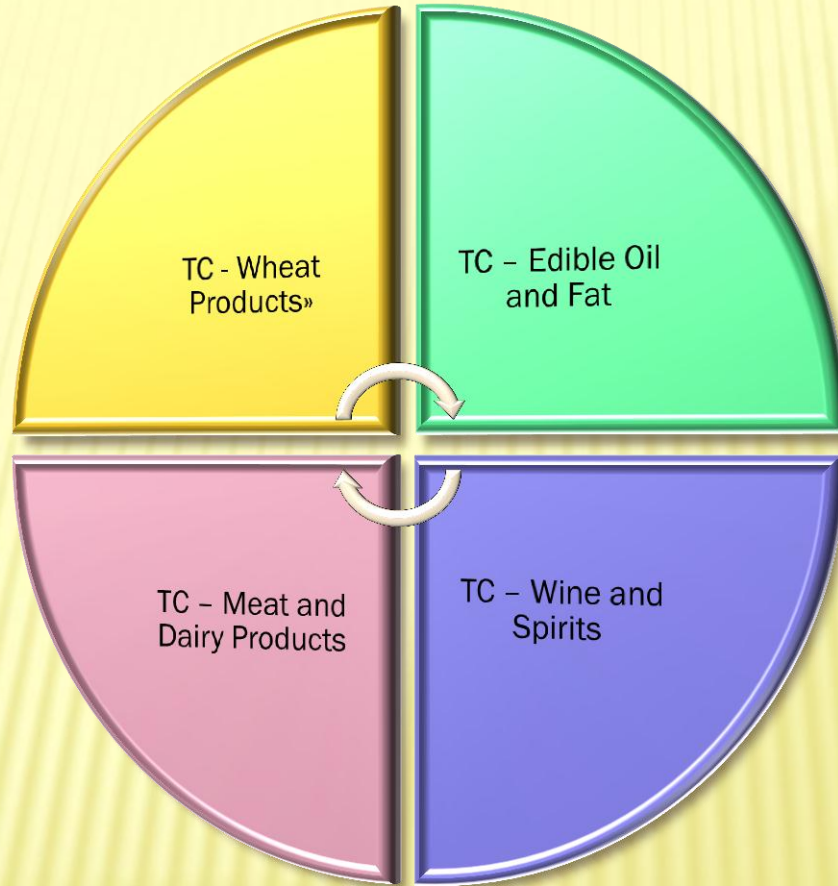 TC - Wheat
Products»
TC – Edible Oil
and Fat
TC – Meat and
Dairy Products
TC – Wine and
Spirits